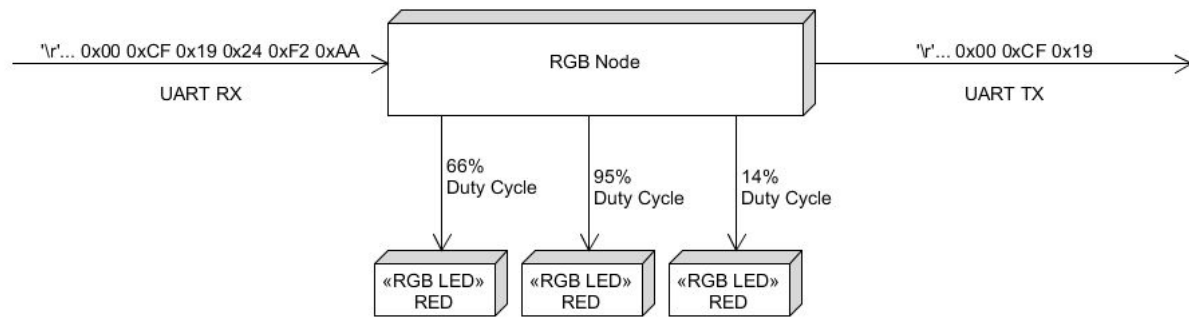 '\r'... 0x00 0xCF 0x19 0x24 0xF2 0xAA
UART RX
RGB Node
'\r'... 0x00 0xCF 0x19
UART TX
66%
Duty Cycle
95%
Duty Cycle
14%
Duty Cycle
«RGB LED»
RED
«RGB LED»
RED
«RGB LED»
RED